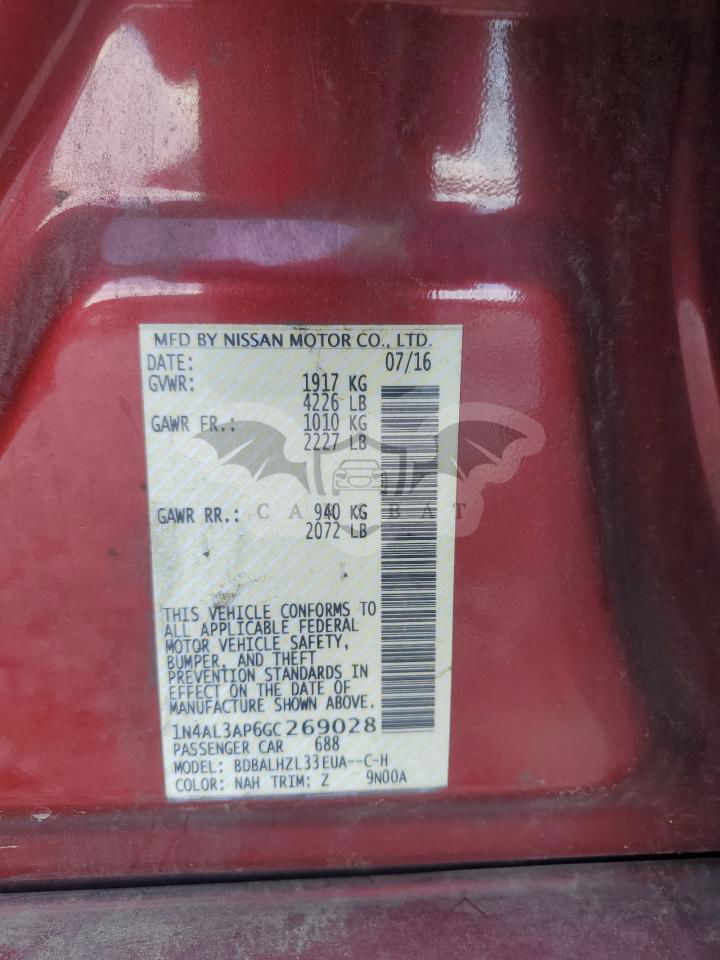 MFD BY NISSAN MOTOR CO., LTD.
DATE: 07/16
GVWR: 1917 KG
4226 LB
GAWR FR.: 1010 KG
2227 LB
GAWR RR.: 940 KG
2072 LB
CARBAT
THIS VEHICLE CONFORMS TO
ALL APPLICABLE FEDERAL
MOTOR VEHICLE SAFETY,
BUMPER, AND THEFT
PREVENTION STANDARDS IN
EFFECT ON THE DATE OF
MANUFACTURE SHOWN ABOVE.
1N4AL3AP6GC269028
PASSENGER CAR 688
MODEL: BDBALHZL33EUA--C-H
COLOR: NAH TRIM: Z 9N00A